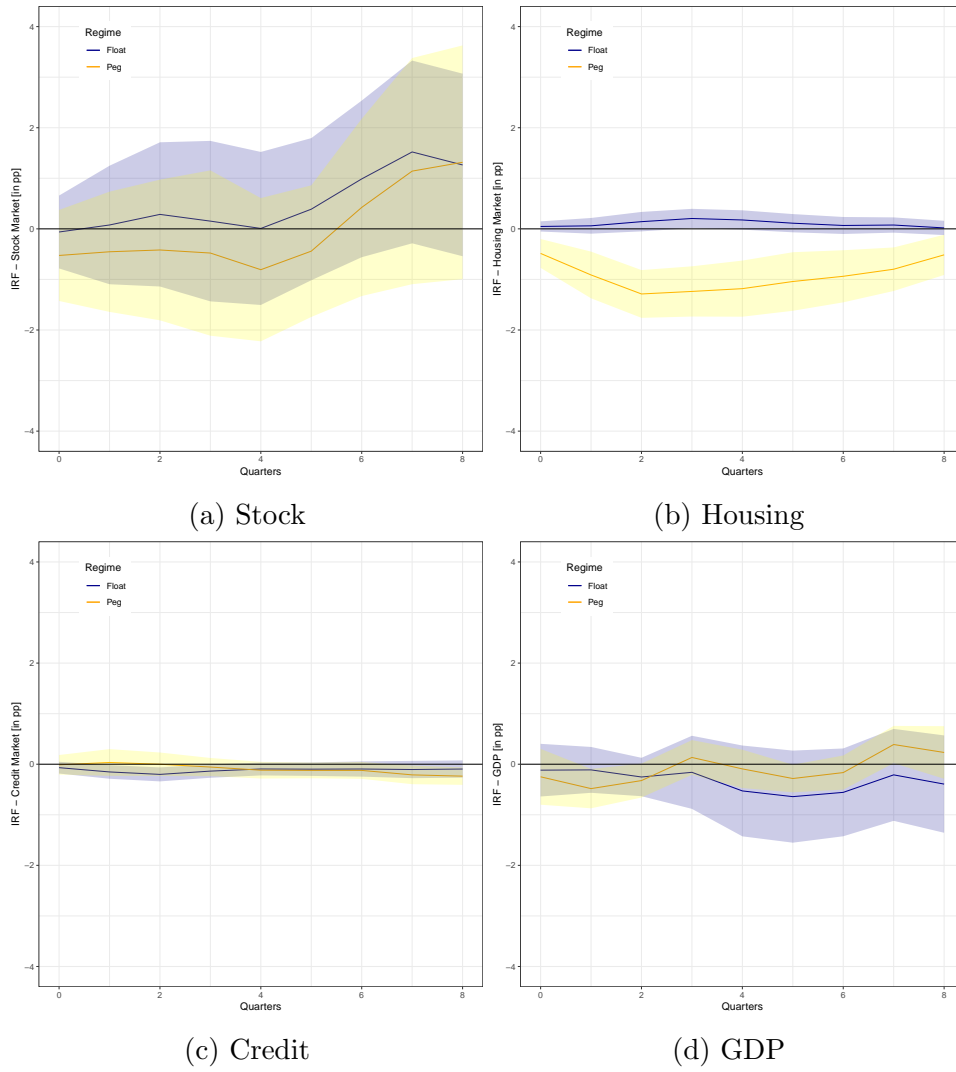 IRF − Stock Market [in pp]
4
2
0
−2
−4
Regime
Float
Peg
0 2 4 6 8
Quarters
(a) Stock
IRF − Housing Market [in pp]
4
2
0
−2
−4
Regime
Float
Peg
0 2 4 6 8
Quarters
(b) Housing
IRF − Credit Market [in pp]
4
2
0
−2
−4
Regime
Float
Peg
0 2 4 6 8
Quarters
(c) Credit
IRF − GDP [in pp]
4
2
0
−2
−4
Regime
Float
Peg
0 2 4 6 8
Quarters
(d) GDP